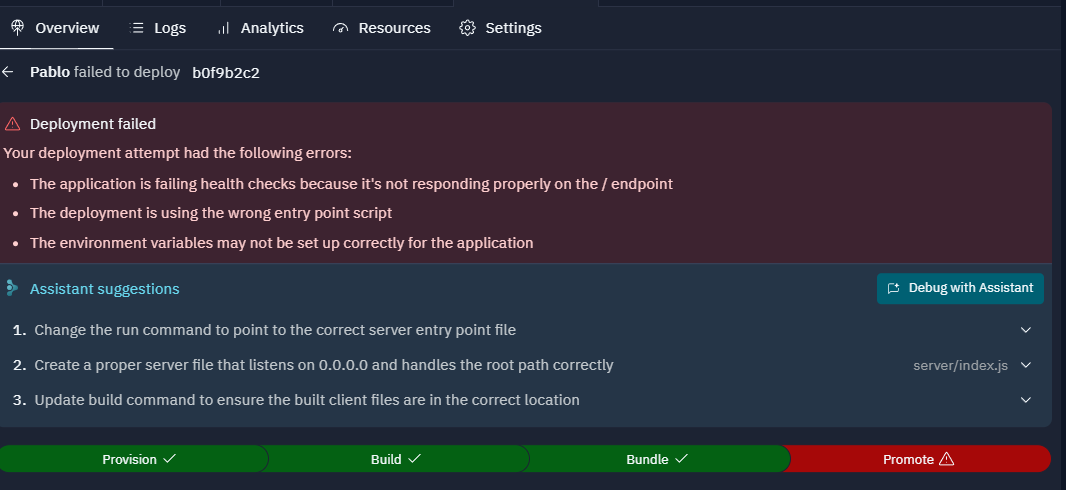 Overview Logs Analytics Resources Settings
Pablo failed to deploy b0f9b2c2
Deployment failed
Your deployment attempt had the following errors:
• The application is failing health checks because it's not responding properly on the / endpoint
• The deployment is using the wrong entry point script
• The environment variables may not be set up correctly for the application
Assistant suggestions Debug with Assistant
1. Change the run command to point to the correct server entry point file
2. Create a proper server file that listens on 0.0.0.0 and handles the root path correctly server/index.js
3. Update build command to ensure the built client files are in the correct location
Provision Build Bundle Promote